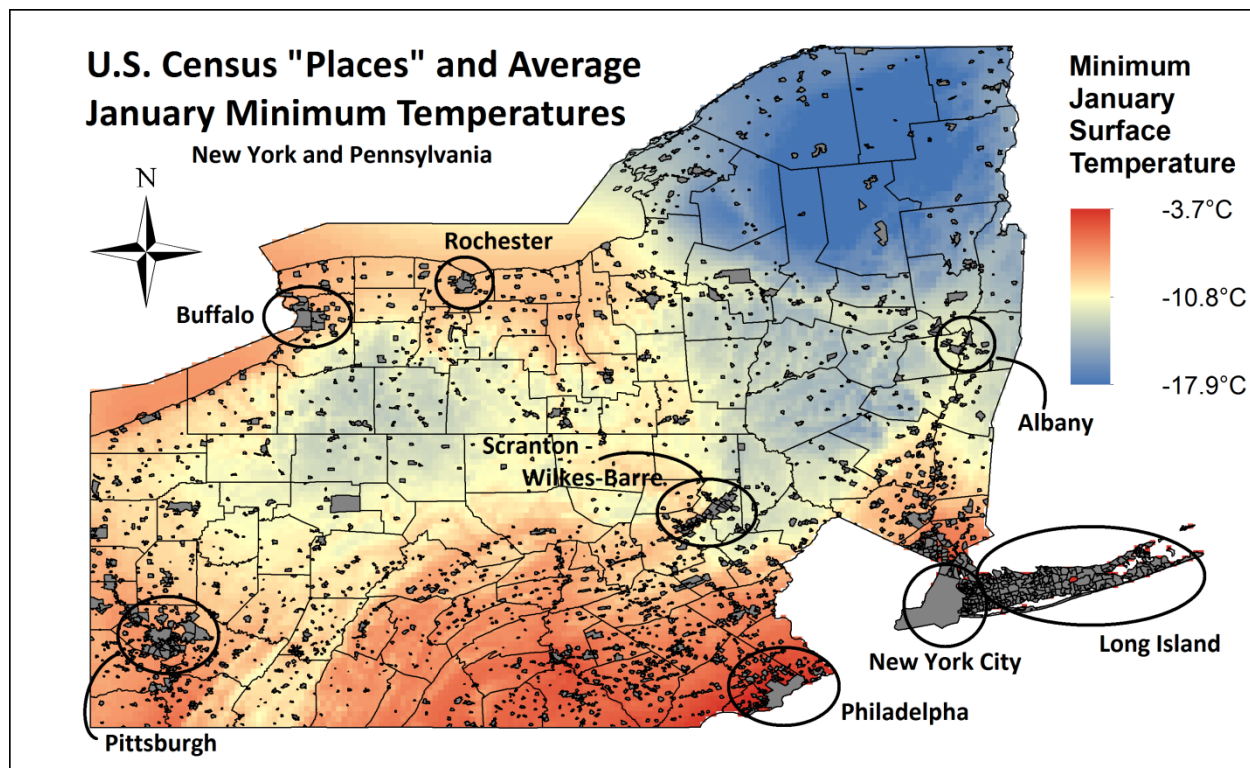 U.S. Census "Places" and Average
January Minimum Temperatures
New York and Pennsylvania
N
Minimum
January
Surface
Temperature
-3.7°C
-10.8°C
-17.9°C
Rochester
Buffalo
Albany
Scranton -
Wilkes-Barre
Long Island
New York City
Philadelpha
Pittsburgh